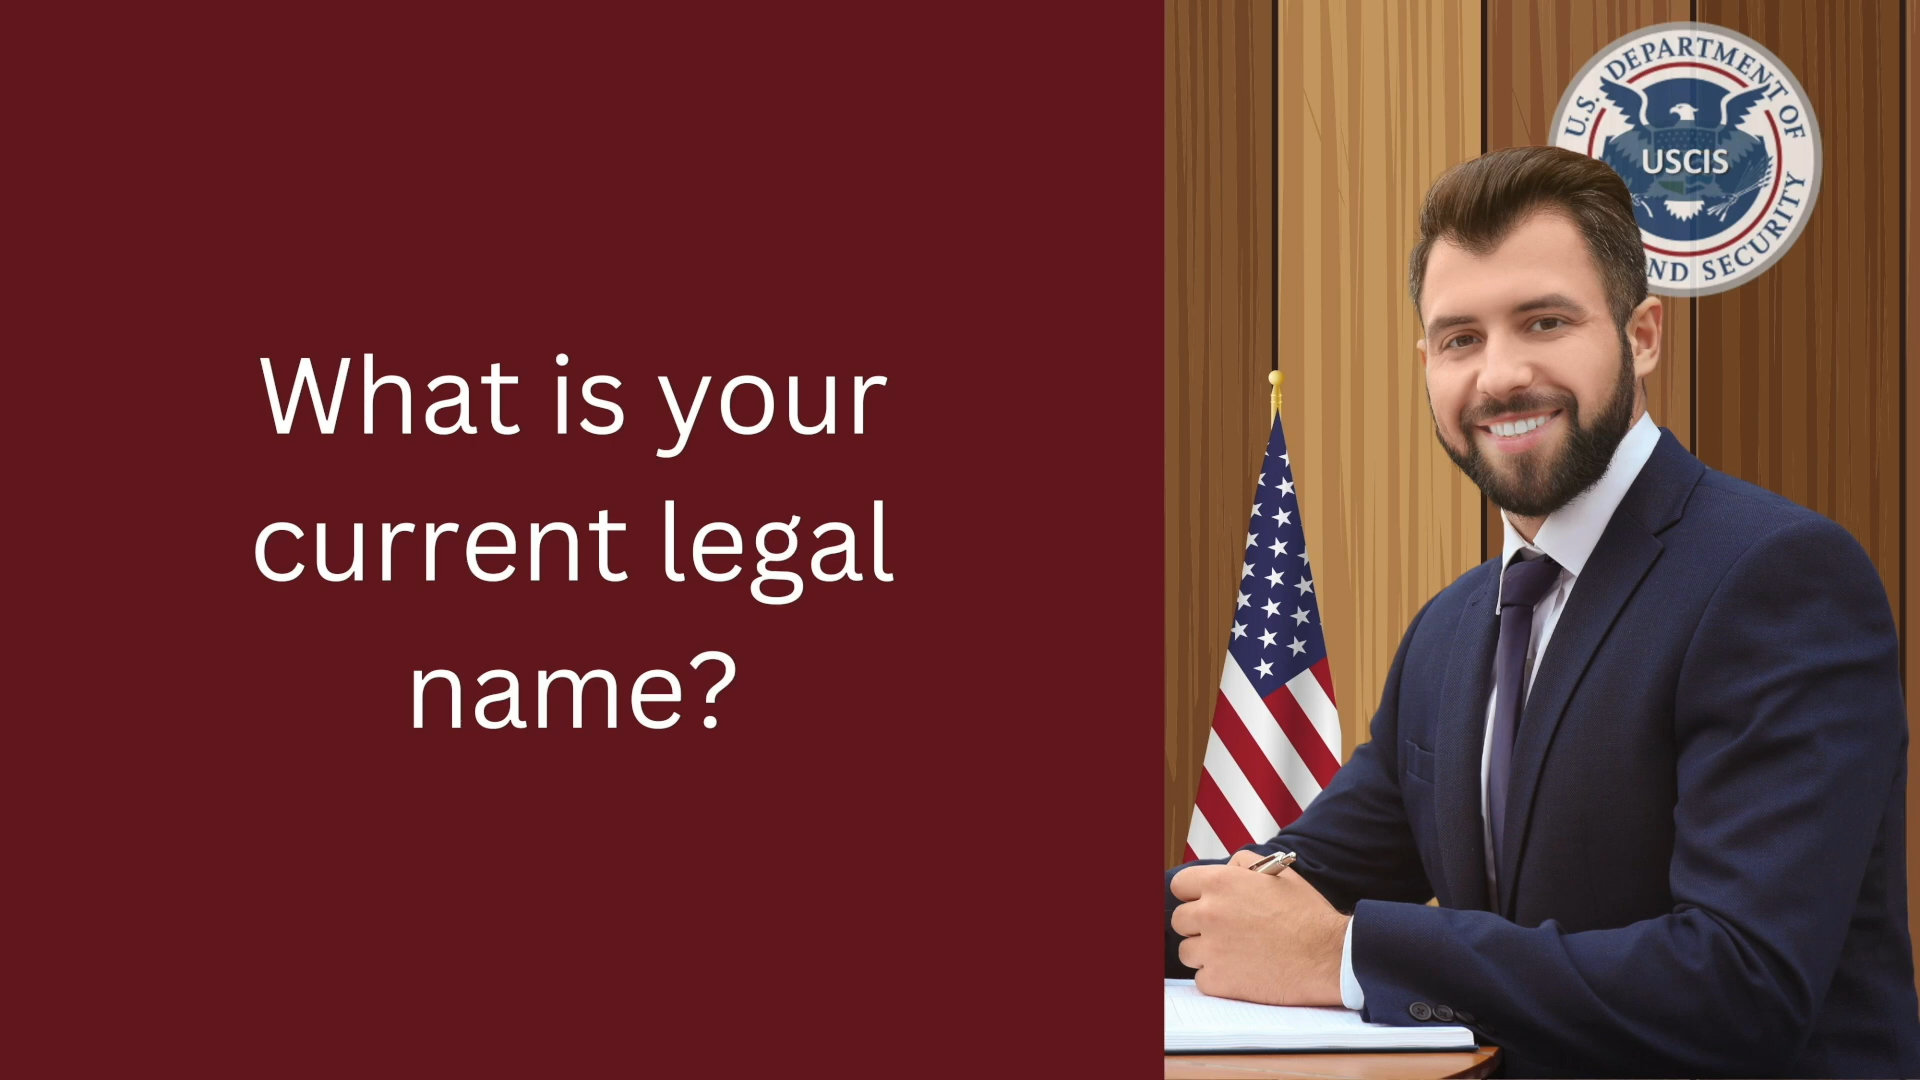 What is your
current legal
name?
U.S. DEPARTMENT OF
USCIS
ND SECURITY